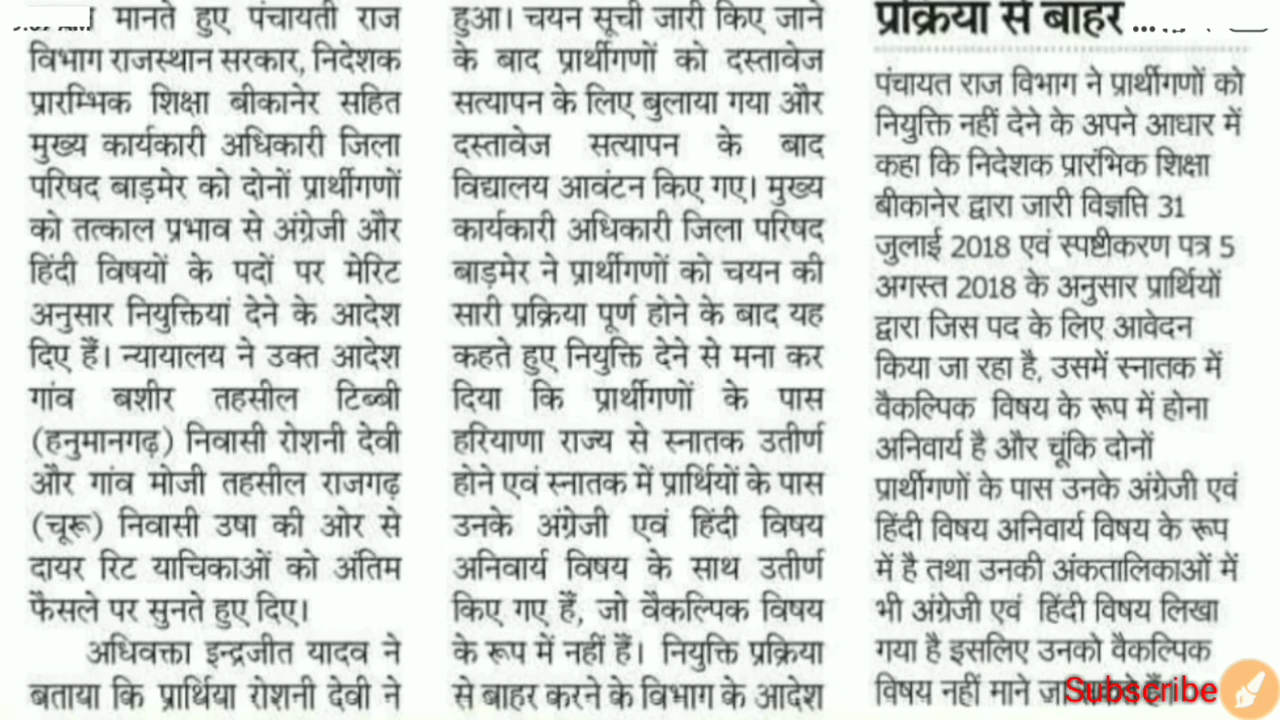 मानते हुए पंचायती राज
विभाग राजस्थान सरकार, निदेशक
प्रारम्भिक शिक्षा बीकानेर सहित
मुख्य कार्यकारी अधिकारी जिला
परिषद बाड़मेर को दोनों प्रार्थीगणों
को तत्काल प्रभाव से अंग्रेजी और
हिंदी विषयों के पदों पर मेरिट
अनुसार नियुक्तियां देने के आदेश
दिए हैं। न्यायालय ने उक्त आदेश
गांव बशीर तहसील टिब्बी
(हनुमानगढ़) निवासी रोशनी देवी
और गांव मोजी तहसील राजगढ़
(चूरू) निवासी उषा की ओर से
दायर रिट याचिकाओं को अंतिम
फैसले पर सुनते हुए दिए।
अधिवक्ता इन्द्रजीत यादव ने
बताया कि प्रार्थिया रोशनी देवी ने
हुआ। चयन सूची जारी किए जाने
के बाद प्रार्थीगणों को दस्तावेज
सत्यापन के लिए बुलाया गया और
दस्तावेज सत्यापन के बाद
विद्यालय आवंटन किए गए। मुख्य
कार्यकारी अधिकारी जिला परिषद
बाड़मेर ने प्रार्थीगणों को चयन की
सारी प्रक्रिया पूर्ण होने के बाद यह
कहते हुए नियुक्ति देने से मना कर
दिया कि प्रार्थीगणों के पास
हरियाणा राज्य से स्नातक उतीर्ण
होने एवं स्नातक में प्रार्थियों के पास
उनके अंग्रेजी एवं हिंदी विषय
अनिवार्य विषय के साथ उतीर्ण
किए गए हैं, जो वैकल्पिक विषय
के रूप में नहीं हैं। नियुक्ति प्रक्रिया
से बाहर करने के विभाग के आदेश
प्रक्रिया से बाहर ...
पंचायत राज विभाग ने प्रार्थीगणों को
नियुक्ति नहीं देने के अपने आधार में
कहा कि निदेशक प्रारंभिक शिक्षा
बीकानेर द्वारा जारी विज्ञप्ति 31
जुलाई 2018 एवं स्पष्टीकरण पत्र 5
अगस्त 2018 के अनुसार प्रार्थियों
द्वारा जिस पद के लिए आवेदन
किया जा रहा है, उसमें स्नातक में
वैकल्पिक विषय के रूप में होना
अनिवार्य है और चूंकि दोनों
प्रार्थीगणों के पास उनके अंग्रेजी एवं
हिंदी विषय अनिवार्य विषय के रूप
में है तथा उनकी अंकतालिकाओं में
भी अंग्रेजी एवं हिंदी विषय लिखा
गया है इसलिए उनको वैकल्पिक
विषय नहीं माने जा
Subscribe